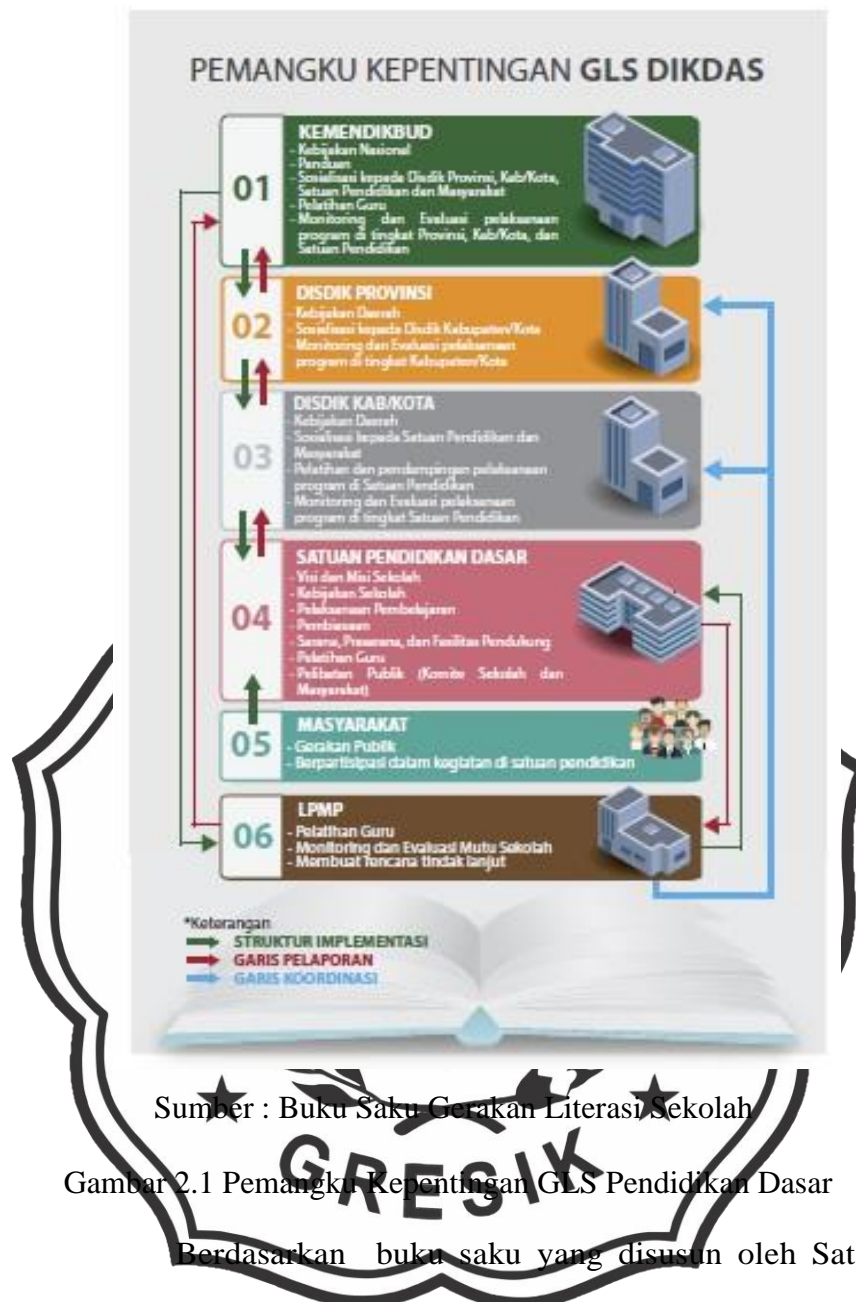 PEMANGKU KEPENTINGAN GLS DIKDAS
01
KEMENDIKBUD
- Kebijakan Nasional
- Panduan
- Sosialisasi kepada Disdik Provinsi, Kab/Kota,
Satuan Pendidikan dan Masyarakat
- Pelatihan Guru
- Monitoring dan Evaluasi pelaksanaan
program di tingkat Provinsi, Kab/Kota, dan
Satuan Pendidikan
02
DISDIK PROVINSI
- Kebijakan Daerah
- Sosialisasi kepada Disdik Kabupaten/Kota
- Monitoring dan Evaluasi pelaksanaan
program di tingkat Kabupaten/Kota
03
DISDIK KAB/KOTA
- Kebijakan Daerah
- Sosialisasi kepada Satuan Pendidikan dan
Masyarakat
- Pelatihan dan pendampingan pelaksanaan
program di Satuan Pendidikan
- Monitoring dan Evaluasi pelaksanaan
program di tingkat Satuan Pendidikan
04
SATUAN PENDIDIKAN DASAR
- Visi dan Misi Sekolah
- Kebijakan Sekolah
- Pelaksanaan Pembelajaran
- Pembiasaan
- Sarana, Prasarana, dan Fasilitas Pendukung
- Pelatihan Guru
- Pelibatan Publik (Komite Sekolah dan
Masyarakat)
05
MASYARAKAT
- Gerakan Publik
- Berpartisipasi dalam kegiatan di satuan pendidikan
06
LPMP
- Pelatihan Guru
- Monitoring dan Evaluasi Mutu Sekolah
- Membuat rencana tindak lanjut
*Keterangan
STRUKTUR IMPLEMENTASI
GARIS PELAPORAN
GARIS KOORDINASI
Sumber : Buku Saku Gerakan Literasi Sekolah
GRESIK
Gambar 2.1 Pemangku Kepentingan GLS Pendidikan Dasar
Berdasarkan buku saku yang disusun oleh Sat